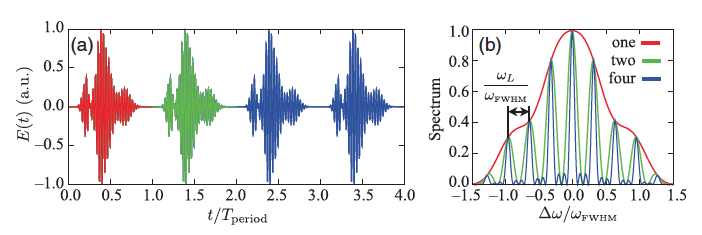 (a)
E(t) (a.u.)
1.0
0.5
0.0
−0.5
−1.0
0.0 0.5 1.0 1.5 2.0 2.5 3.0 3.5 4.0
t/T_period
(b)
one
two
four
ω_L
ω_FWHM
Spectrum
1.0
0.8
0.6
0.4
0.2
0.0
−1.5 −1.0 −0.5 0.0 0.5 1.0 1.5
Δω/ω_FWHM